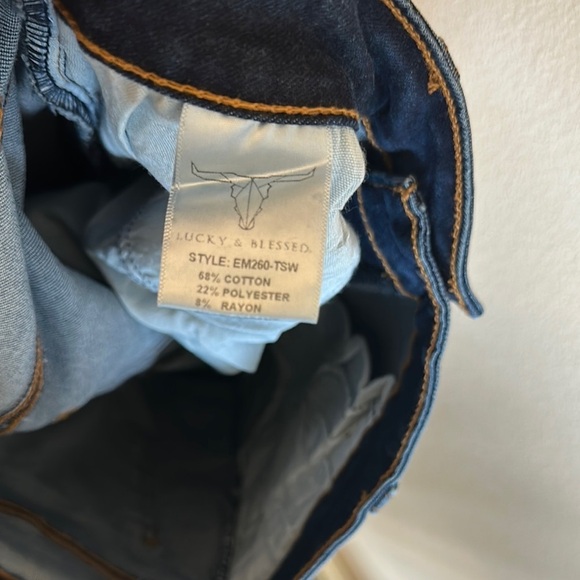 LUCKY & BLESSED.
STYLE: EM260-TSW
68% COTTON
22% POLYESTER
8% RAYON